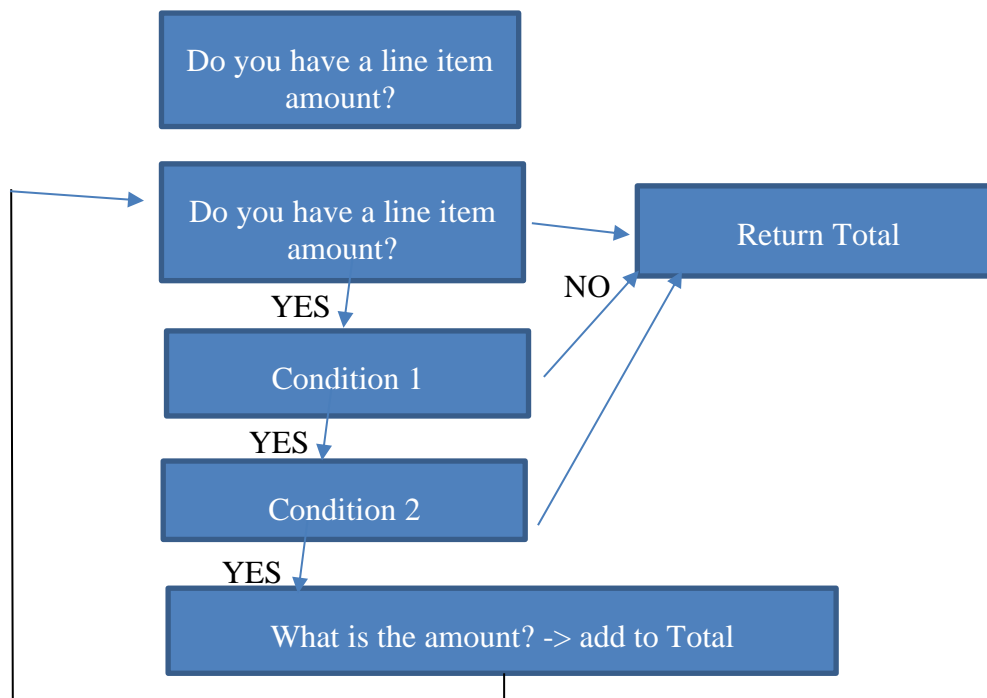 Do you have a line item
amount?
Do you have a line item
amount?
Return Total
NO
YES
Condition 1
YES
Condition 2
YES
What is the amount? -> add to Total